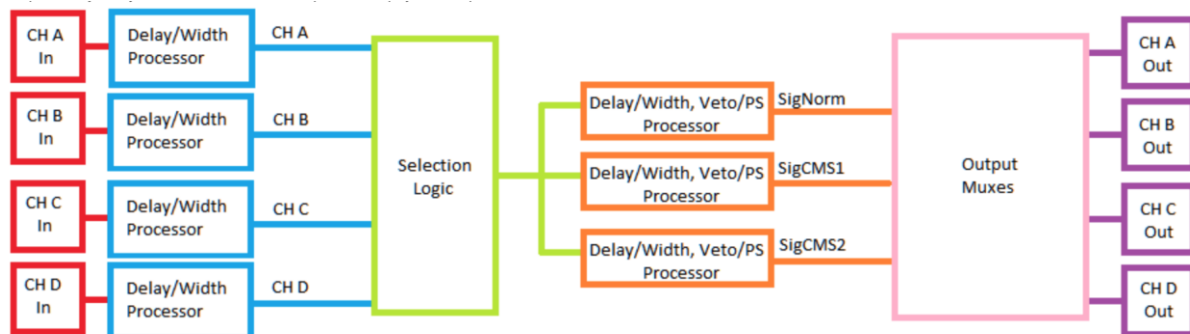 CH A
In
Delay/Width
Processor
CH A
CH B
In
Delay/Width
Processor
CH B
CH C
In
Delay/Width
Processor
CH C
CH D
In
Delay/Width
Processor
CH D
Selection
Logic
Delay/Width, Veto/PS
Processor
SigNorm
Delay/Width, Veto/PS
Processor
SigCMS1
Delay/Width, Veto/PS
Processor
SigCMS2
Output
Muxes
CH A
Out
CH B
Out
CH C
Out
CH D
Out